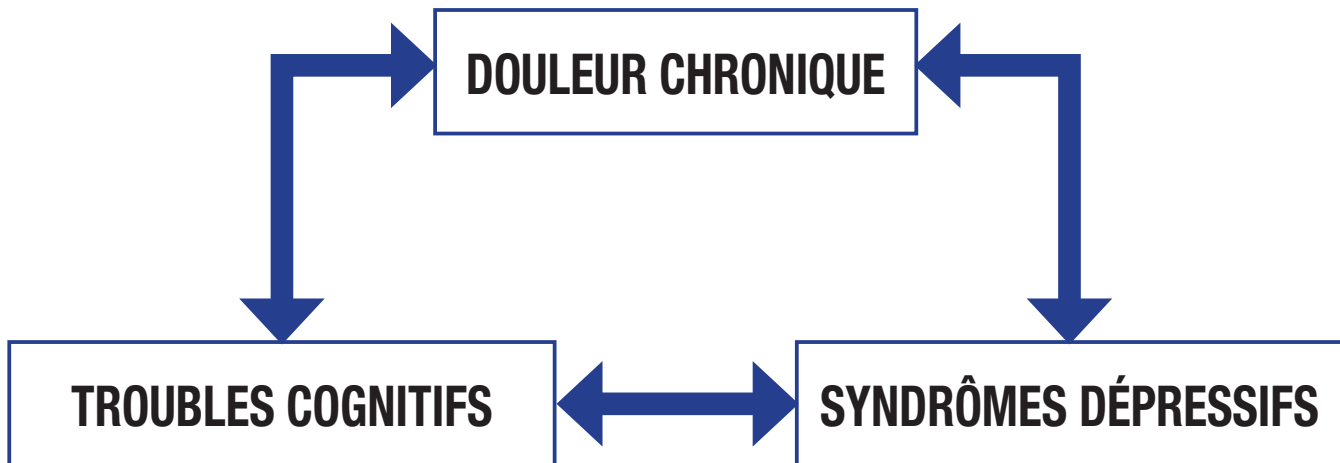 DOULEUR CHRONIQUE
TROUBLES COGNITIFS
SYNDRÔMES DÉPRESSIFS